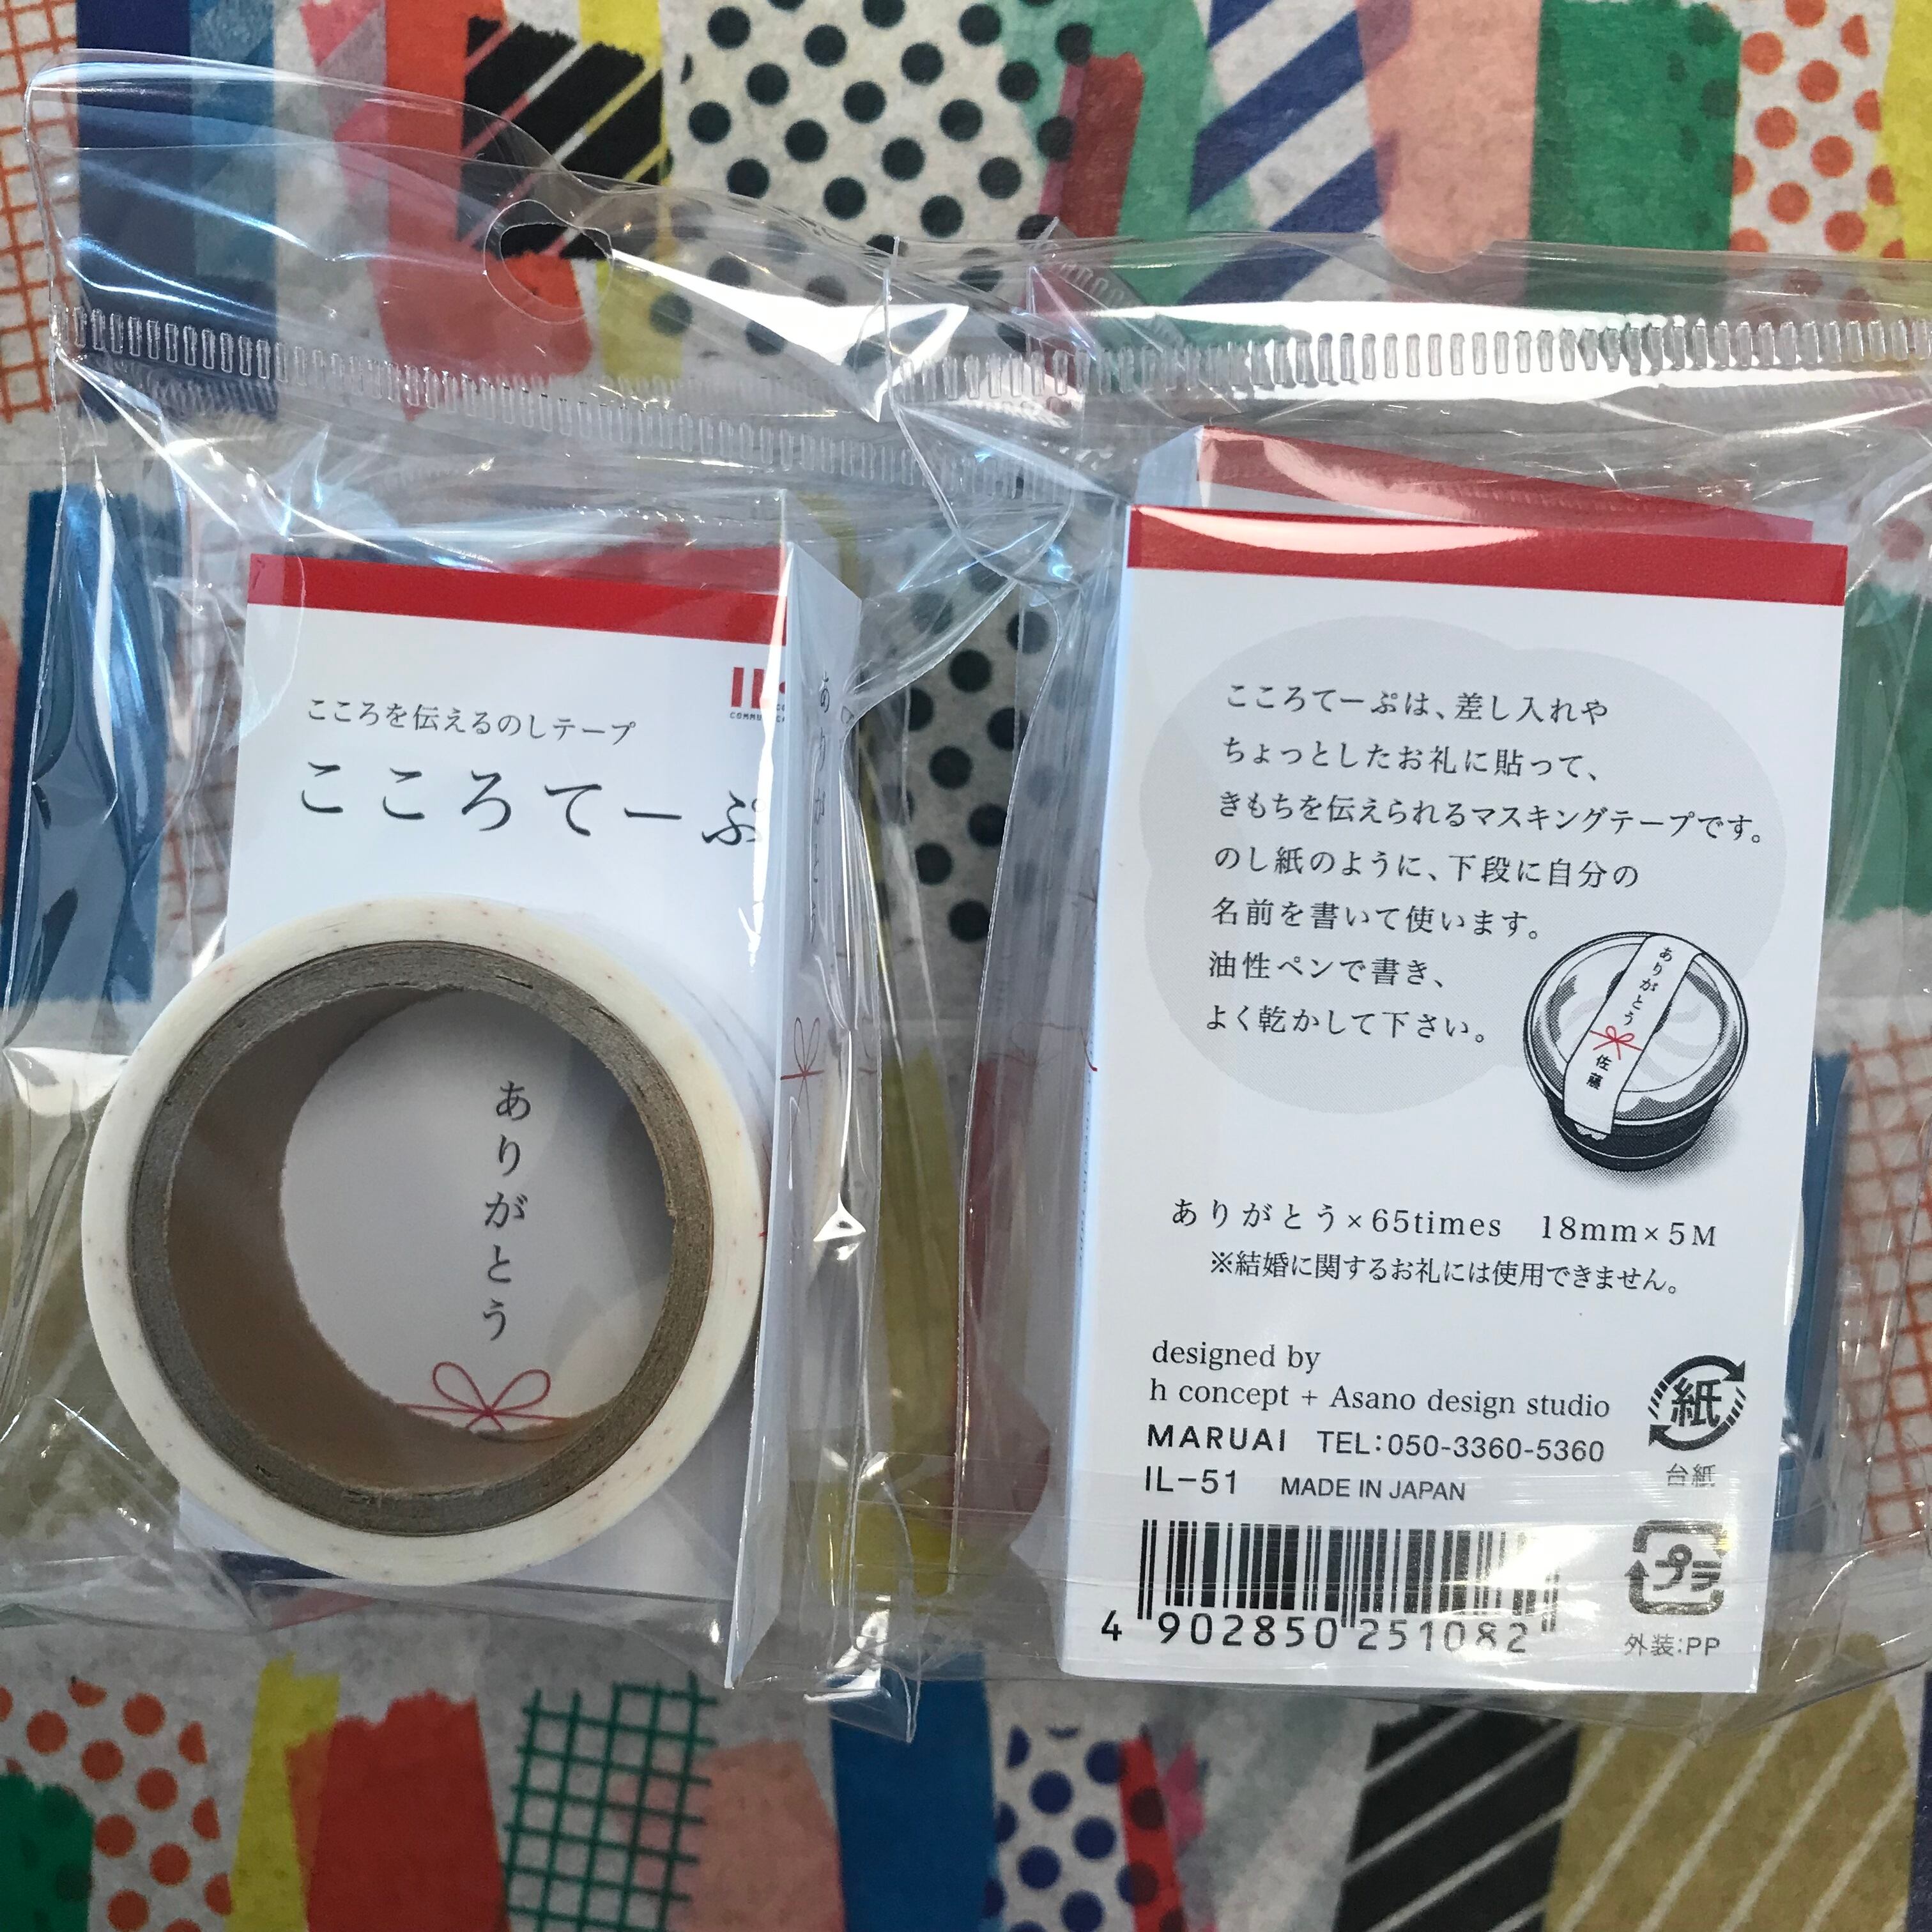 こころを伝えるのしテープ
こころてーぷ
ありがとう
ありがとう
こころてーぷは、差し入れや
ちょっとしたお礼に貼って、
きもちを伝えられるマスキングテープです。
のし紙のように、下段に自分の
名前を書いて使います。
油性ペンで書き、
よく乾かして下さい。
ありがとう 佐藤
ありがとう×65times 18mm×5M
※結婚に関するお礼には使用できません。
designed by
h concept + Asano design studio
MARUAI TEL:050-3360-5360
IL-51 MADE IN JAPAN
4 902850 251082
紙
台紙
プラ
外装:PP